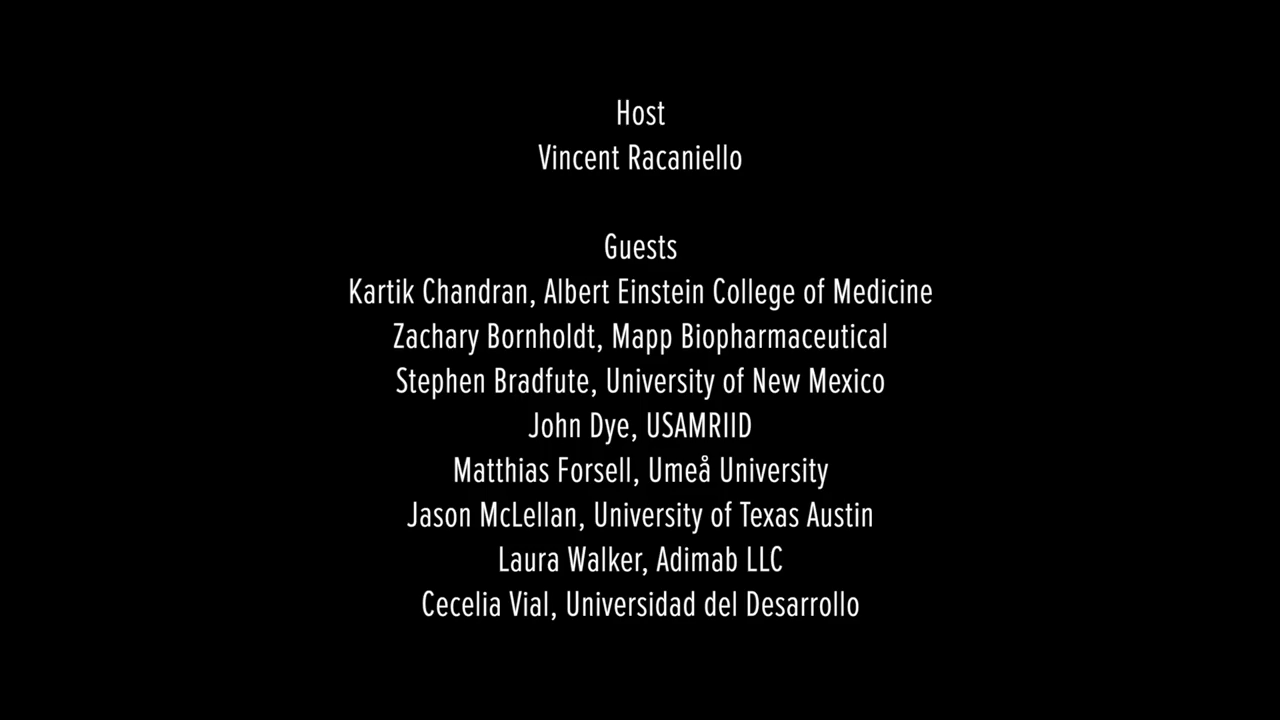 Host
Vincent Racaniello
Guests
Kartik Chandran, Albert Einstein College of Medicine
Zachary Bornholdt, Mapp Biopharmaceutical
Stephen Bradfute, University of New Mexico
John Dye, USAMRIID
Matthias Forsell, Umeå University
Jason McLellan, University of Texas Austin
Laura Walker, Adimab LLC
Cecelia Vial, Universidad del Desarrollo